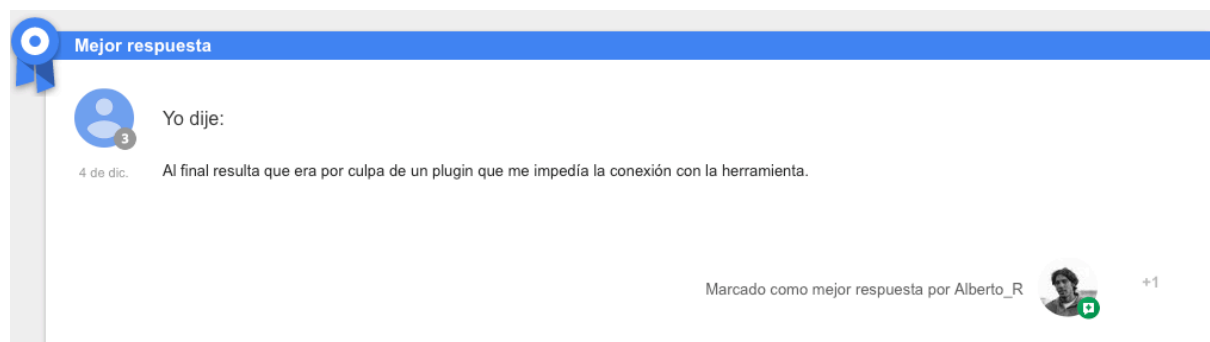 Mejor respuesta
Yo dije:
3
4 de dic.
Al final resulta que era por culpa de un plugin que me impedía la conexión con la herramienta.
Marcado como mejor respuesta por Alberto_R
+1